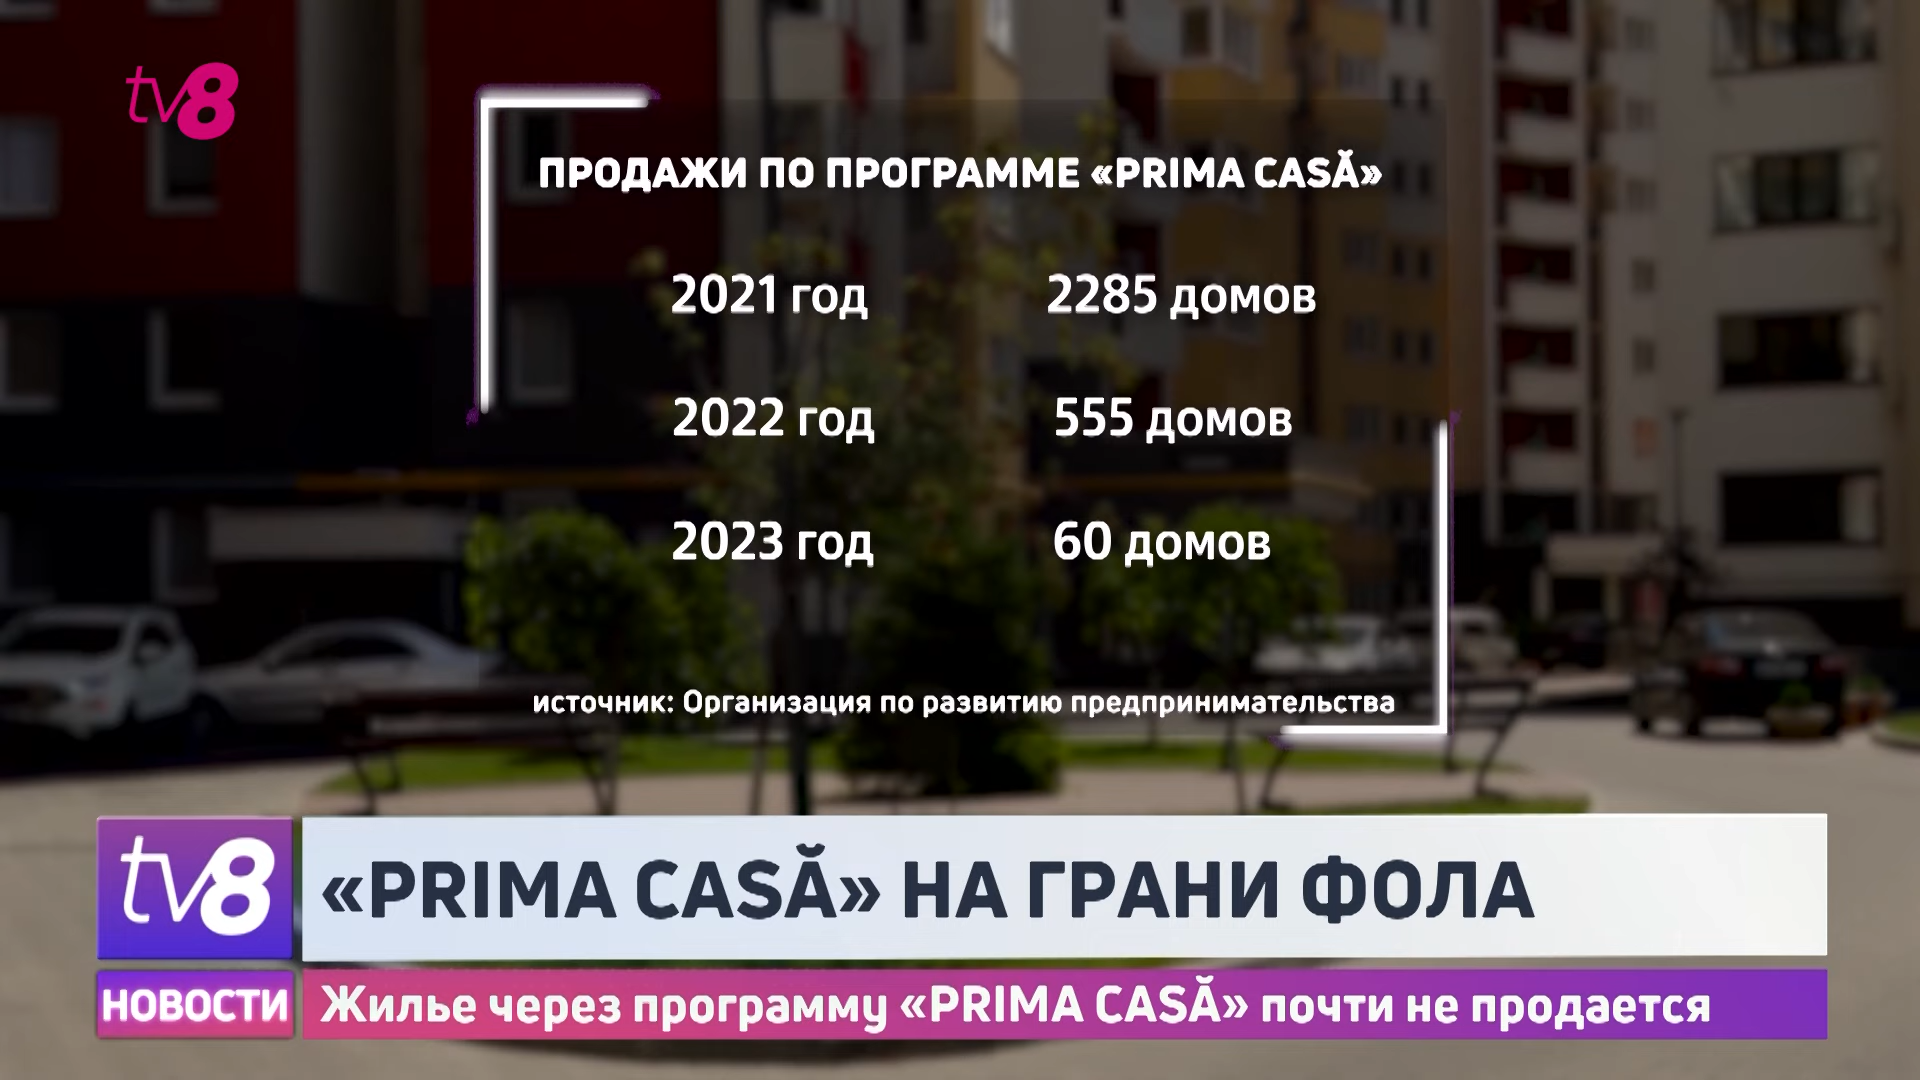 tv8
ПРОДАЖИ ПО ПРОГРАММЕ «PRIMA CASĂ»
2021 год 2285 домов
2022 год 555 домов
2023 год 60 домов
источник: Организация по развитию предпринимательства
tv8 «PRIMA CASĂ» НА ГРАНИ ФОЛА
НОВОСТИ Жилье через программу «PRIMA CASĂ» почти не продается